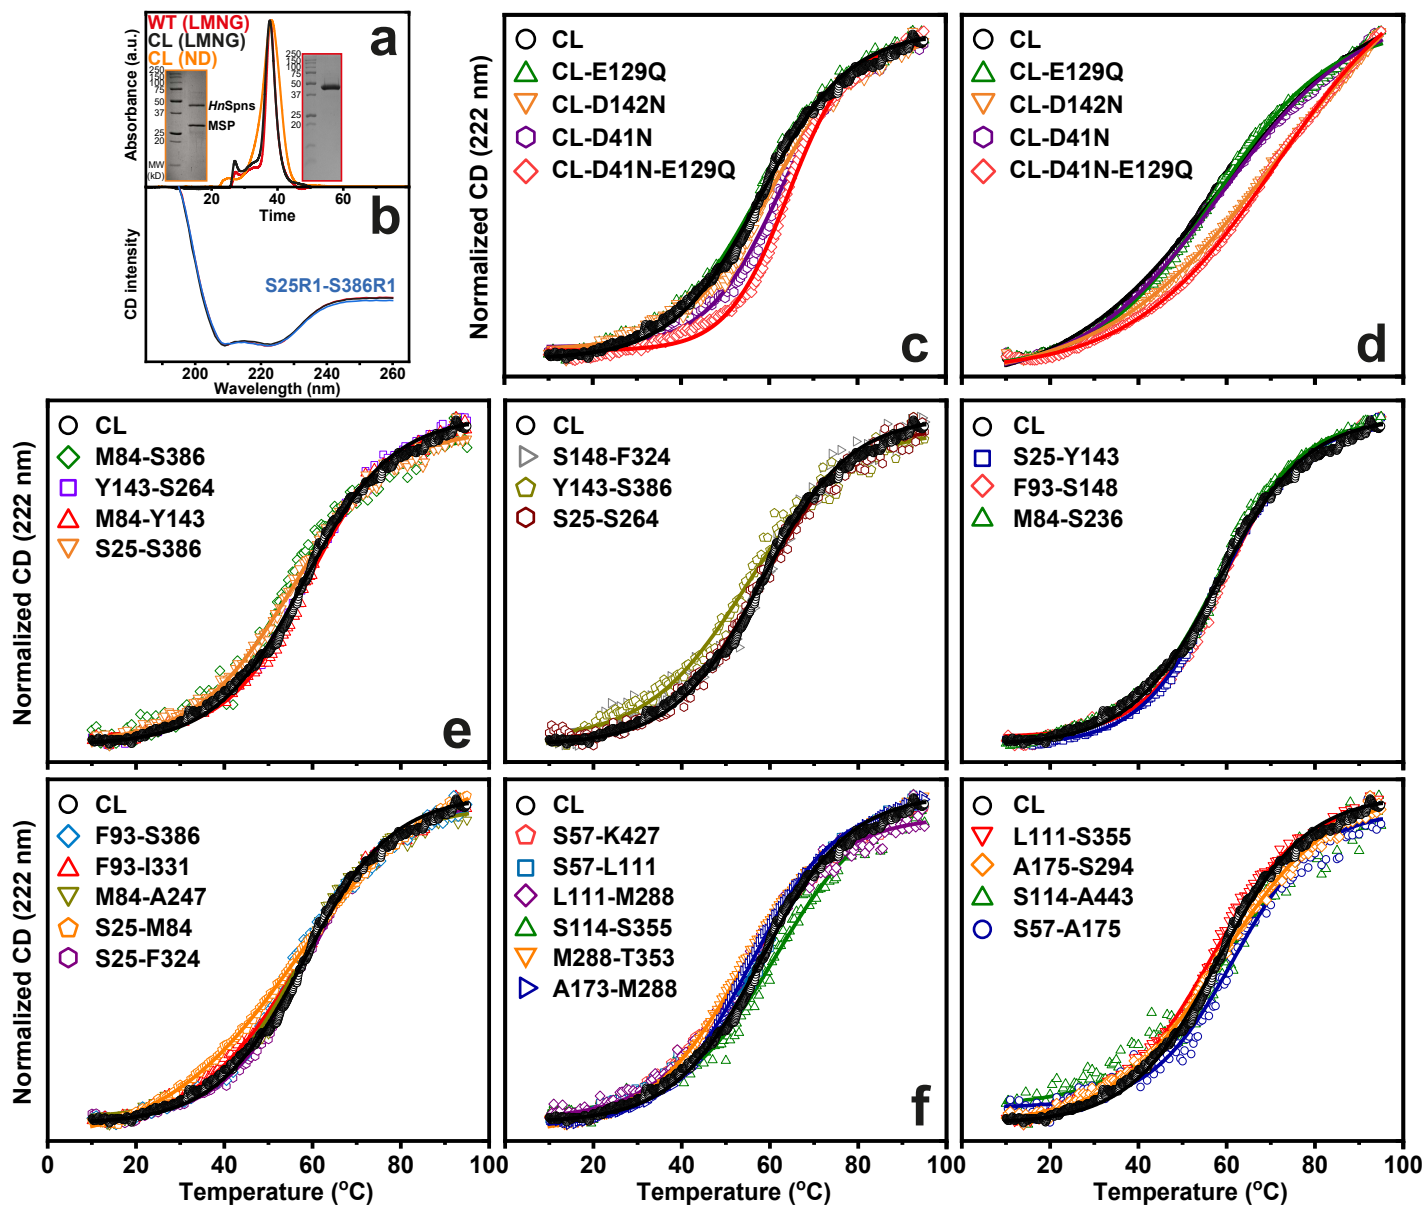 WT (LMNG)
CL (LMNG)
CL (ND)
a
Absorbance (a.u.)
250
150
100
75
50
37
25
20
MW
(kD)
HnSpns
MSP
250
150
100
75
50
37
25
20
20 40 60
Time
b
CD intensity
S25R1-S386R1
200 220 240 260
Wavelength (nm)
Normalized CD (222 nm)
CL
CL-E129Q
CL-D142N
CL-D41N
CL-D41N-E129Q
c
CL
CL-E129Q
CL-D142N
CL-D41N
CL-D41N-E129Q
d
Normalized CD (222 nm)
CL
M84-S386
Y143-S264
M84-Y143
S25-S386
e
CL
S148-F324
Y143-S386
S25-S264
CL
S25-Y143
F93-S148
M84-S236
Normalized CD (222 nm)
CL
F93-S386
F93-I331
M84-A247
S25-M84
S25-F324
CL
S57-K427
S57-L111
L111-M288
S114-S355
M288-T353
A173-M288
f
CL
L111-S355
A175-S294
S114-A443
S57-A175
0 20 40 60 80 100
20 40 60 80 100
20 40 60 80 100
Temperature (°C)
Temperature (°C)
Temperature (°C)